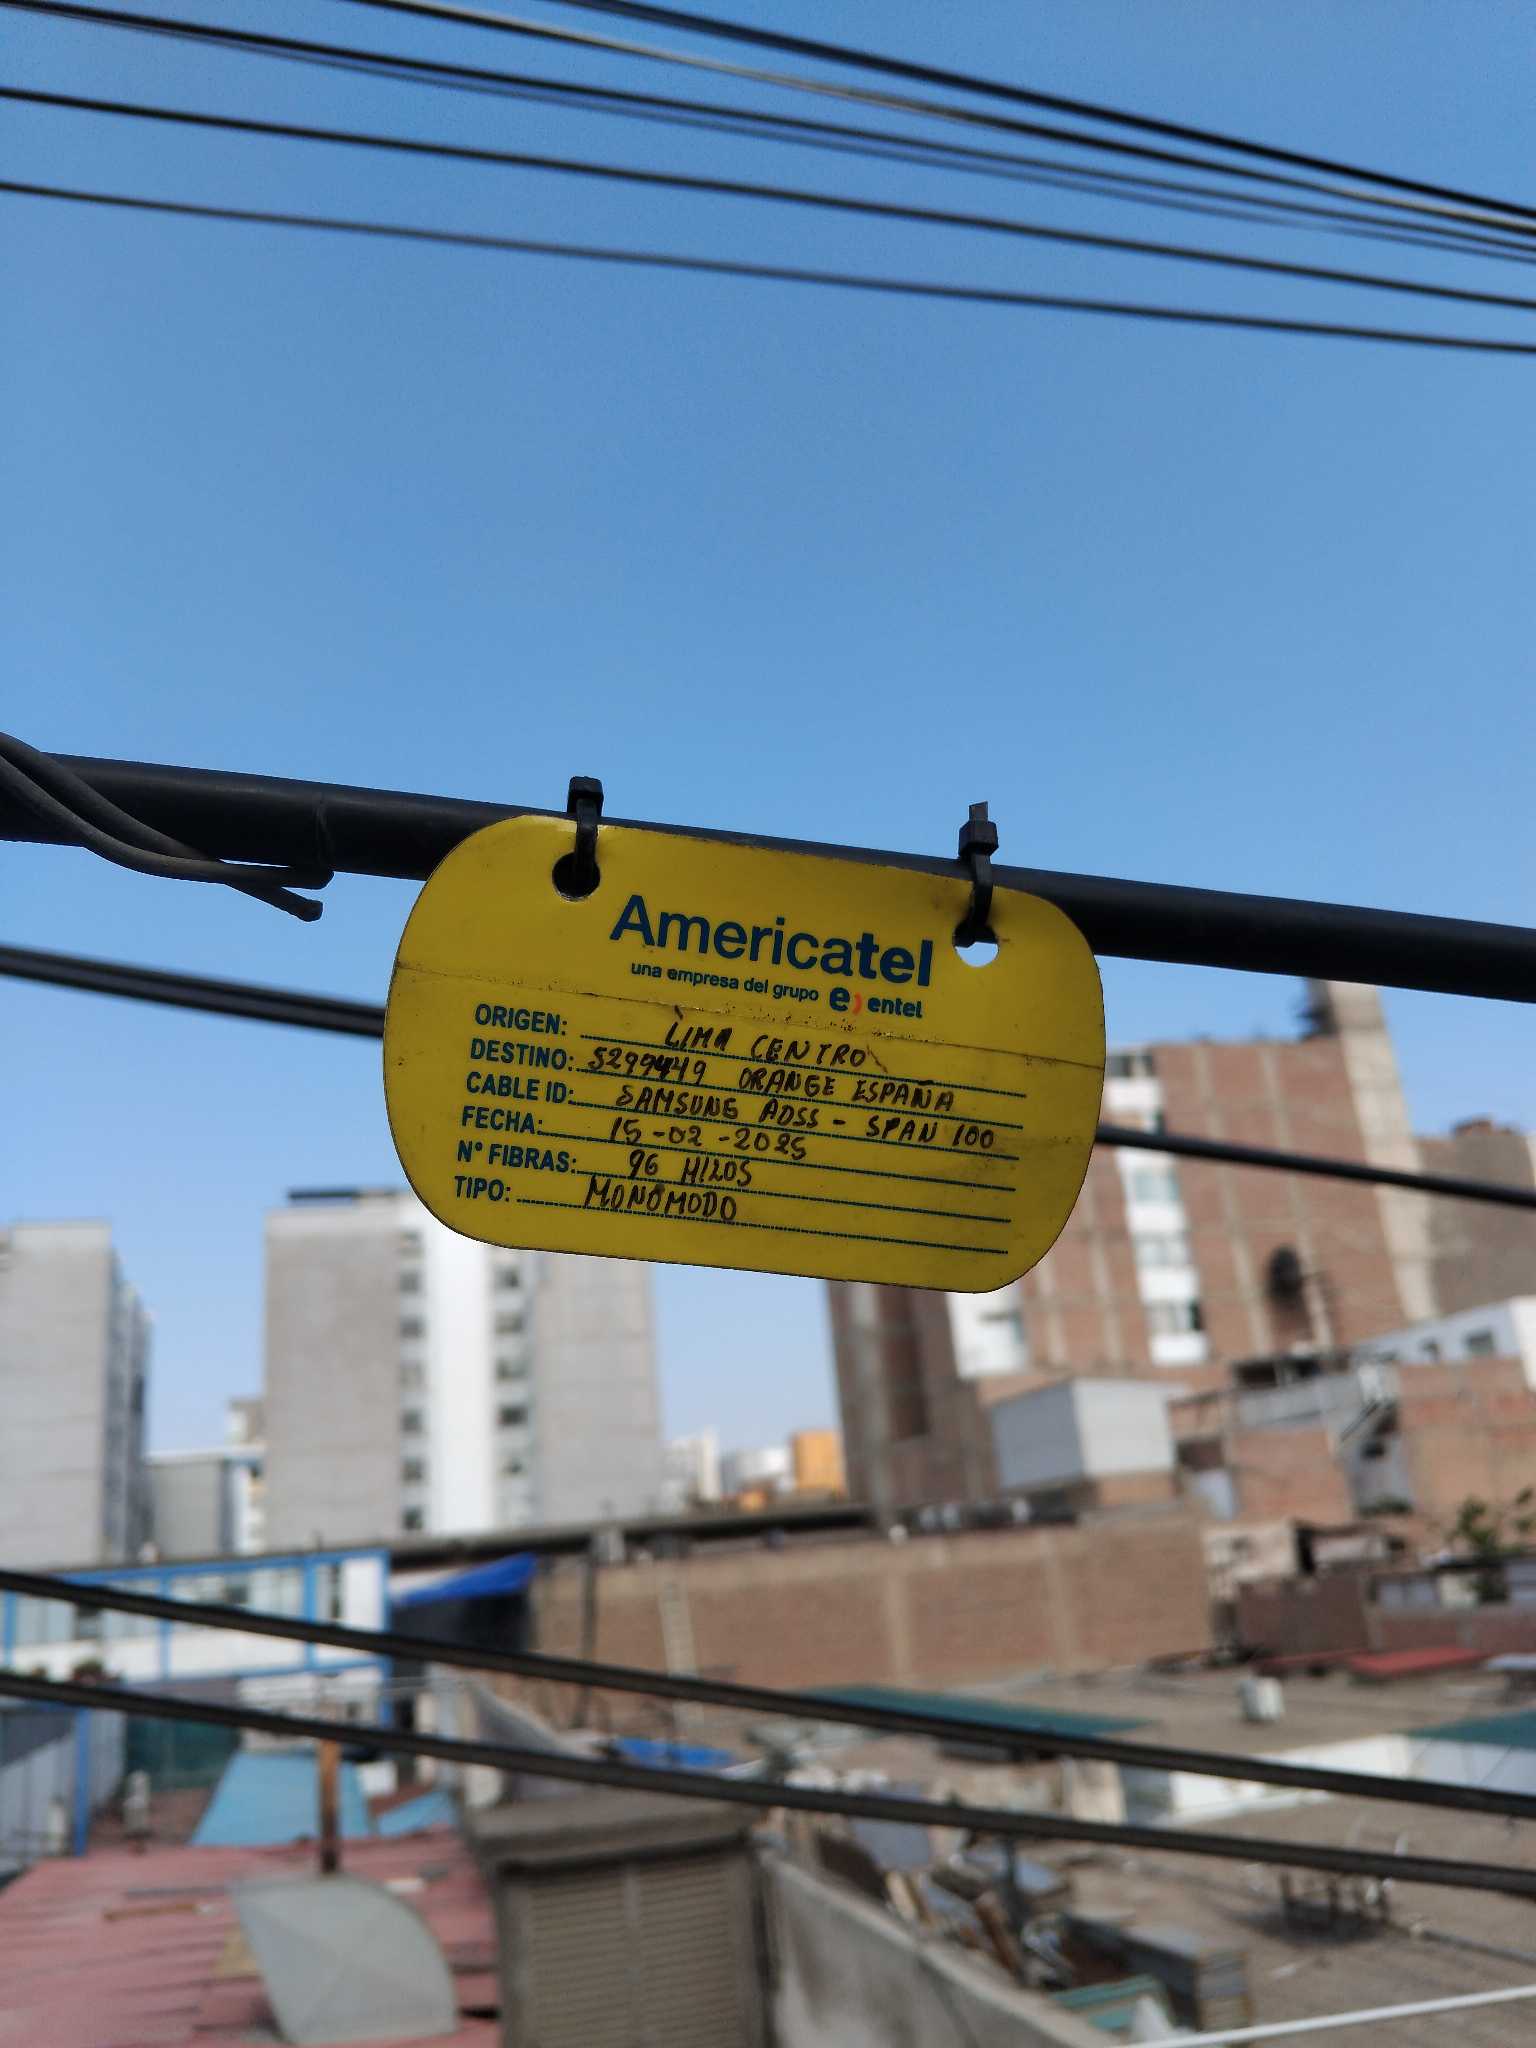 Americatel
una empresa del grupo e) entel
ORIGEN: LIMA CENTRO
DESTINO: 5299449 ORANGE ESPAÑA
CABLE ID: SAMSUNG ADSS - SPAN 100
FECHA: 15-02-2025
N° FIBRAS: 96 HILOS
TIPO: MONOMODO